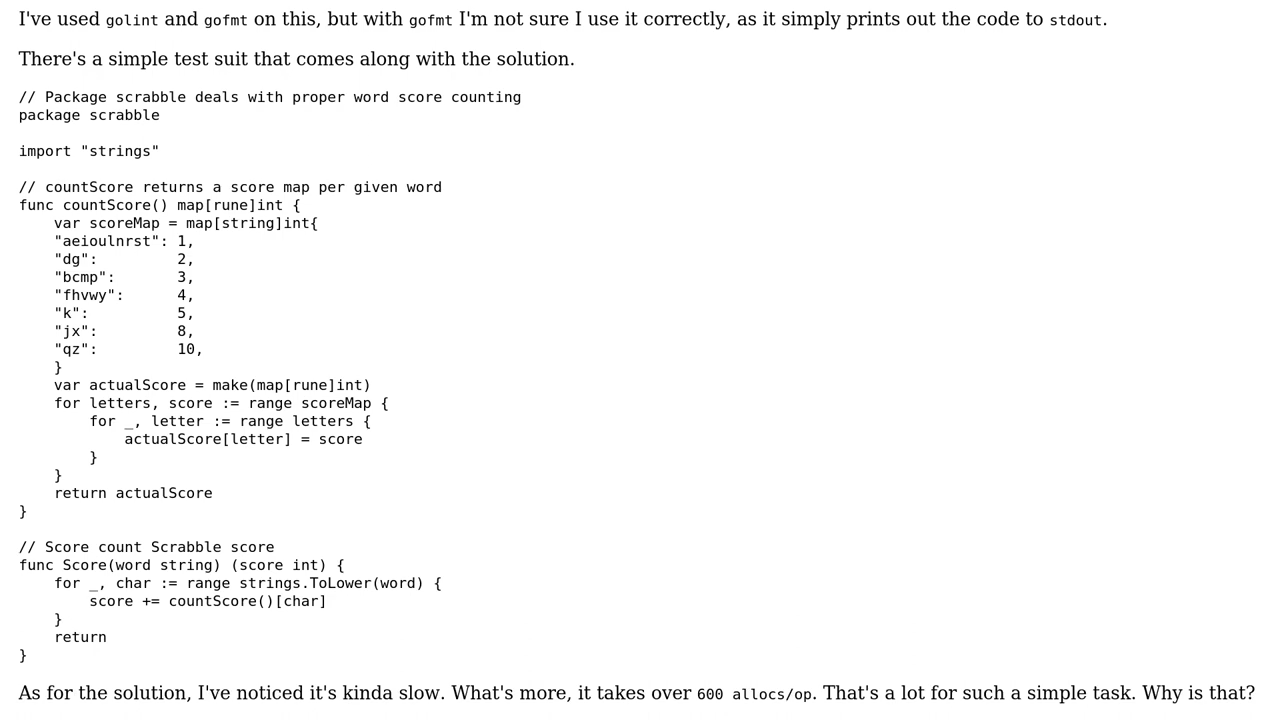 I've used golint and gofmt on this, but with gofmt I'm not sure I use it correctly, as it simply prints out the code to stdout.
There's a simple test suit that comes along with the solution.
// Package scrabble deals with proper word score counting
package scrabble
import "strings"
// countScore returns a score map per given word
func countScore() map[rune]int {
    var scoreMap = map[string]int{
    "aeioulnrst": 1,
    "dg":         2,
    "bcmp":       3,
    "fhvwy":      4,
    "k":          5,
    "jx":         8,
    "qz":         10,
    }
    var actualScore = make(map[rune]int)
    for letters, score := range scoreMap {
        for _, letter := range letters {
            actualScore[letter] = score
        }
    }
    return actualScore
}
// Score count Scrabble score
func Score(word string) (score int) {
    for _, char := range strings.ToLower(word) {
        score += countScore()[char]
    }
    return
}
As for the solution, I've noticed it's kinda slow. What's more, it takes over 600 allocs/op. That's a lot for such a simple task. Why is that?